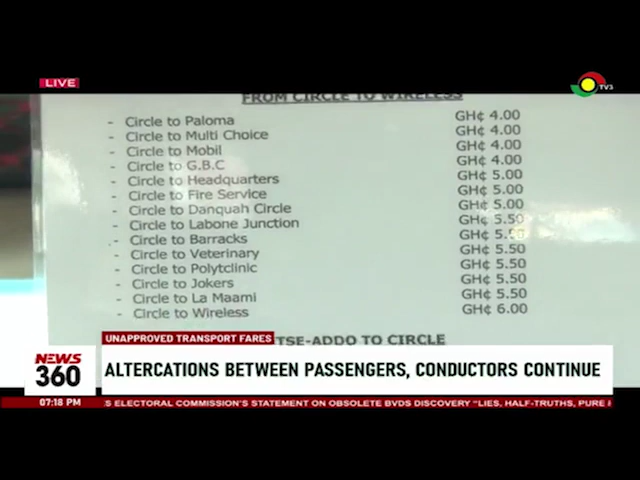 LIVE
TV3
FROM CIRCLE TO WIRELESS
- Circle to Paloma GH¢ 4.00
- Circle to Multi Choice GH¢ 4.00
- Circle to Mobil GH¢ 4.00
- Circle to G.B.C GH¢ 4.00
- Circle to Headquarters GH¢ 5.00
- Circle to Fire Service GH¢ 5.00
- Circle to Danquah Circle GH¢ 5.00
- Circle to Labone Junction GH¢ 5.50
- Circle to Barracks GH¢
- Circle to Veterinary GH¢ 5.50
- Circle to Polytclinic GH¢ 5.50
- Circle to Jokers GH¢ 5.50
- Circle to La Maami GH¢ 5.50
- Circle to Wireless GH¢ 6.00
TSE-ADDO TO CIRCLE
UNAPPROVED TRANSPORT FARES
NEWS
360
ALTERCATIONS BETWEEN PASSENGERS, CONDUCTORS CONTINUE
07:18 PM
ELECTORAL COMMISSION'S STATEMENT ON OBSOLETE BVDS DISCOVERY "LIES, HALF-TRUTHS, PURE